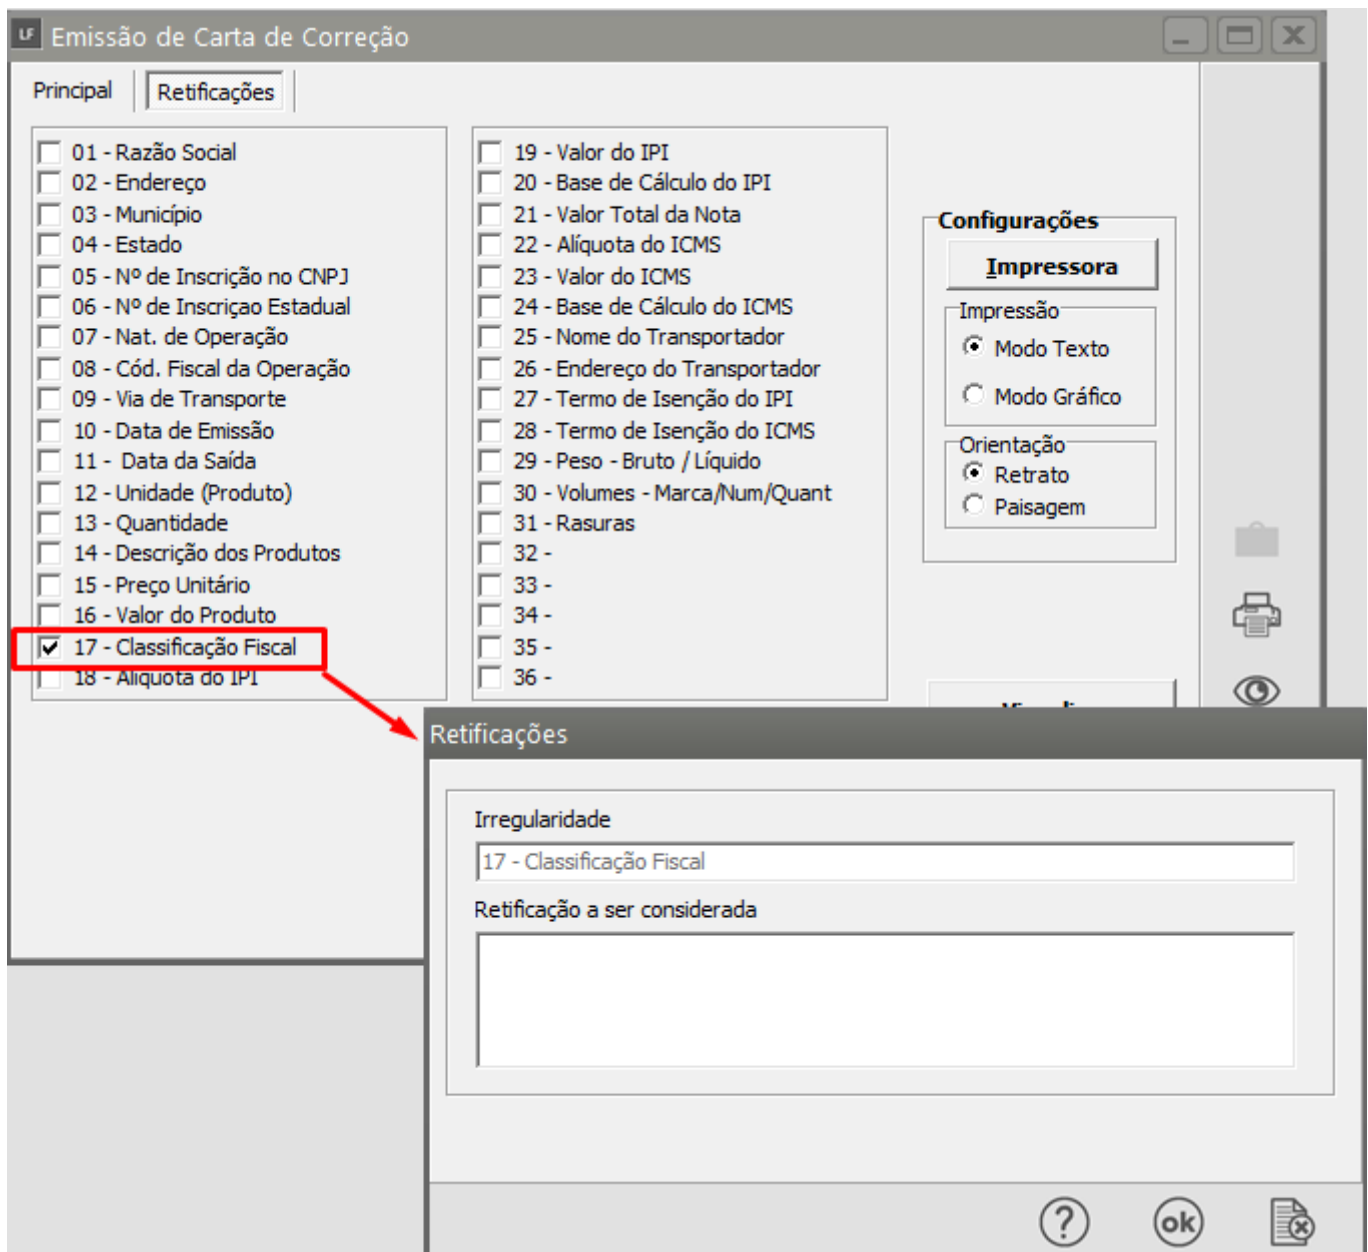 LF Emissão de Carta de Correção
Principal
Retificações
01 - Razão Social
02 - Endereço
03 - Município
04 - Estado
05 - Nº de Inscrição no CNPJ
06 - Nº de Inscriçao Estadual
07 - Nat. de Operação
08 - Cód. Fiscal da Operação
09 - Via de Transporte
10 - Data de Emissão
11 - Data da Saída
12 - Unidade (Produto)
13 - Quantidade
14 - Descrição dos Produtos
15 - Preço Unitário
16 - Valor do Produto
17 - Classificação Fiscal
18 - Aliquota do IPI
19 - Valor do IPI
20 - Base de Cálculo do IPI
21 - Valor Total da Nota
22 - Alíquota do ICMS
23 - Valor do ICMS
24 - Base de Cálculo do ICMS
25 - Nome do Transportador
26 - Endereço do Transportador
27 - Termo de Isenção do IPI
28 - Termo de Isenção do ICMS
29 - Peso - Bruto / Líquido
30 - Volumes - Marca/Num/Quant
31 - Rasuras
32 -
33 -
34 -
35 -
36 -
Configurações
Impressora
Impressão
Modo Texto
Modo Gráfico
Orientação
Retrato
Paisagem
Retificações
Irregularidade
17 - Classificação Fiscal
Retificação a ser considerada
?
ok